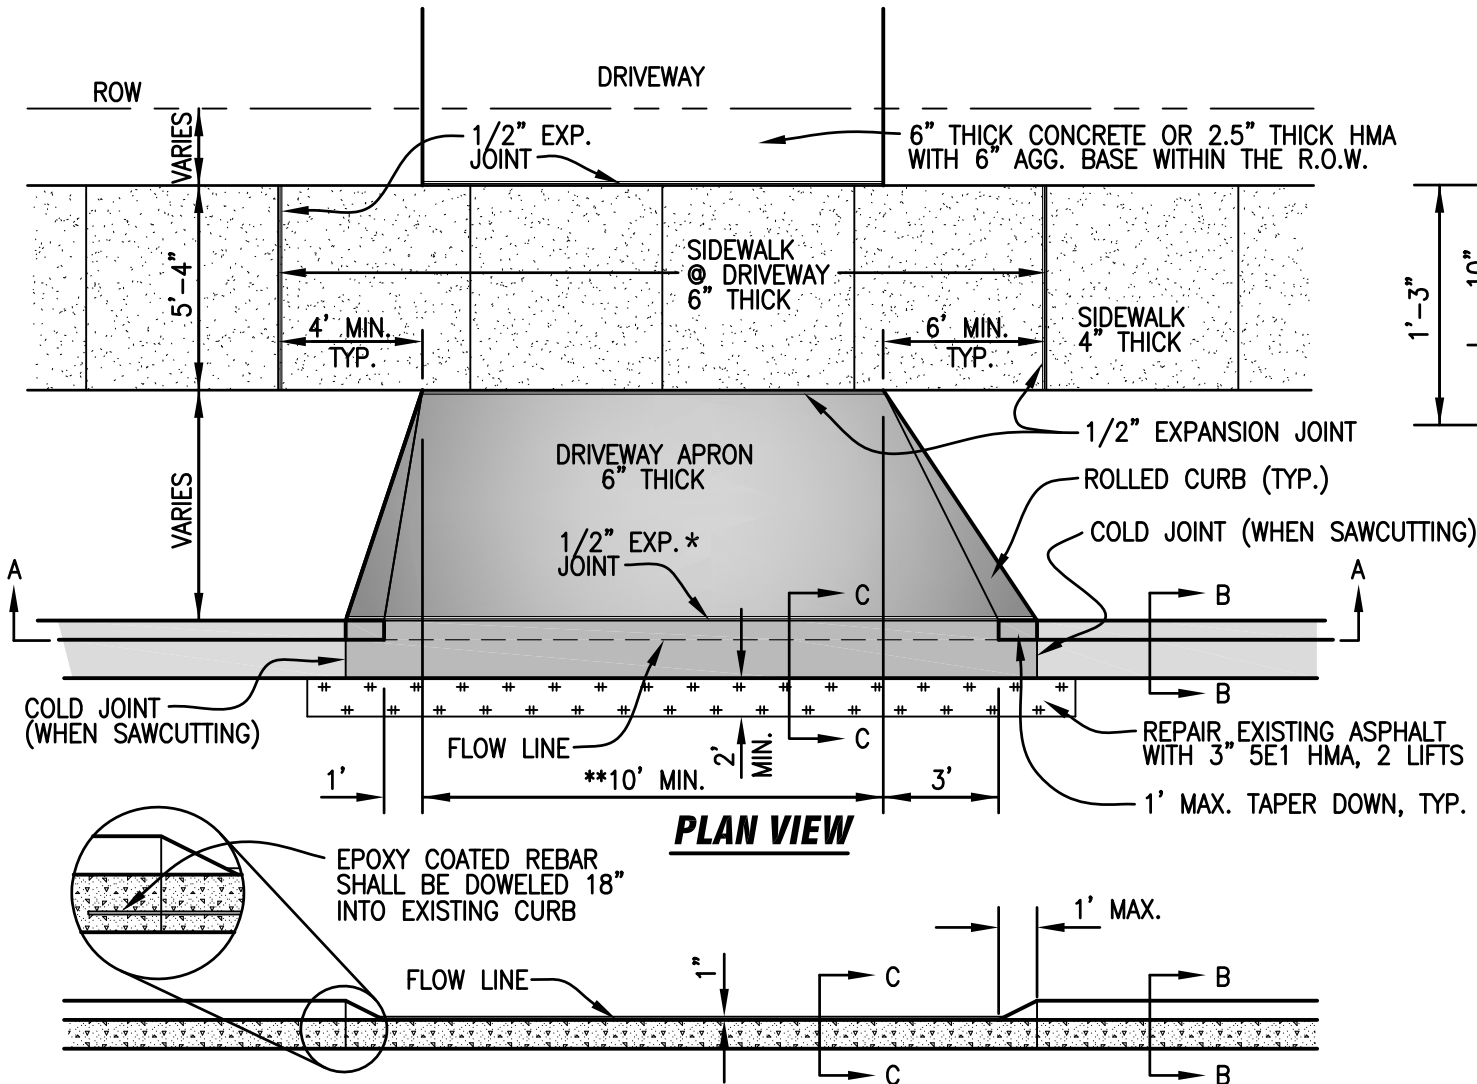 DRIVEWAY
ROW
VARIES
1/2” EXP.
JOINT
6” THICK CONCRETE OR 2.5” THICK HMA
WITH 6” AGG. BASE WITHIN THE R.O.W.
5’-4”
SIDEWALK
@ DRIVEWAY
6” THICK
4’ MIN.
TYP.
6’ MIN.
TYP.
SIDEWALK
4” THICK
1’-3”
10”
VARIES
DRIVEWAY APRON
6” THICK
1/2” EXPANSION JOINT
ROLLED CURB (TYP.)
1/2” EXP.*
JOINT
COLD JOINT (WHEN SAWCUTTING)
A
C
B
A
COLD JOINT
(WHEN SAWCUTTING)
FLOW LINE
C
B
2’
MIN.
REPAIR EXISTING ASPHALT
WITH 3” 5E1 HMA, 2 LIFTS
1’
**10’ MIN.
3’
1’ MAX. TAPER DOWN, TYP.
PLAN VIEW
EPOXY COATED REBAR
SHALL BE DOWELED 18”
INTO EXISTING CURB
1’ MAX.
FLOW LINE
1”
C
B
C
B